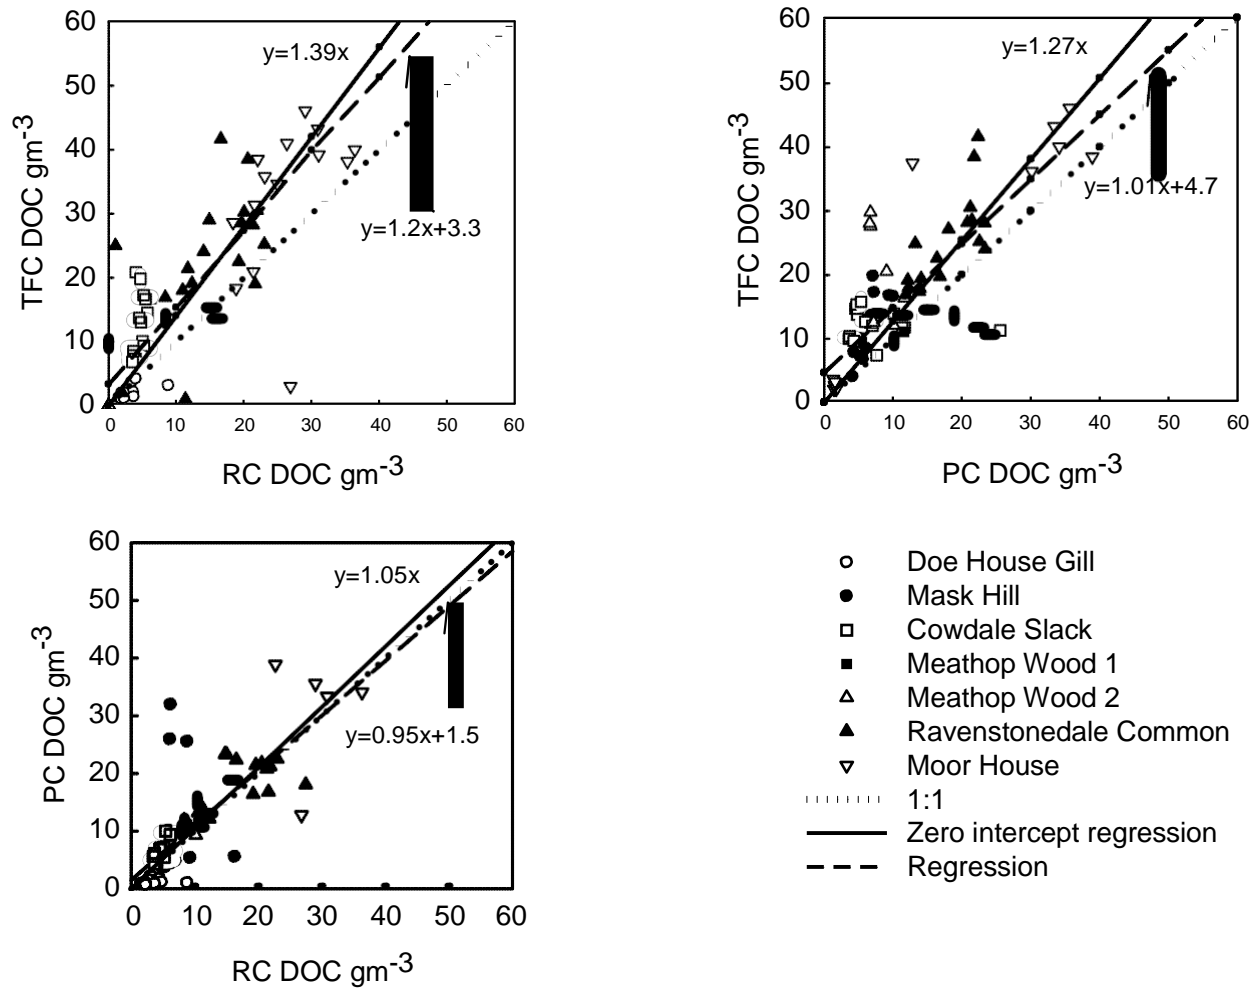 60
50
40
30
20
10
0
TFC DOC gm-3
y=1.39x
y=1.2x+3.3
0 10 20 30 40 50 60
RC DOC gm-3
60
50
40
30
20
10
0
TFC DOC gm-3
y=1.27x
y=1.01x+4.7
0 10 20 30 40 50 60
PC DOC gm-3
60
50
40
30
20
10
0
PC DOC gm-3
y=1.05x
y=0.95x+1.5
0 10 20 30 40 50 60
RC DOC gm-3
Doe House Gill
Mask Hill
Cowdale Slack
Meathop Wood 1
Meathop Wood 2
Ravenstonedale Common
Moor House
1:1
Zero intercept regression
Regression